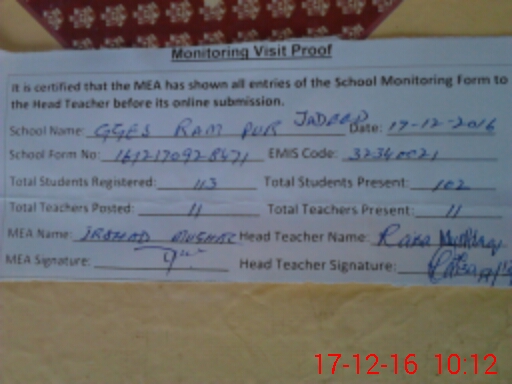 Monitoring Visit Proof
It is certified that the MEA has shown all entries of the School Monitoring Form to
the Head Teacher before its online submission.
School Name: GGES RAM PUR Date: 17-12-2016
School Form No: EMIS Code: 32340021
Total Students Registered: 113 Total Students Present: 102
Total Teachers Posted: 11 Total Teachers Present: 11
MEA Name: IRSHAD Head Teacher Name: Rana
MEA Signature: Head Teacher Signature:
17-12-16 10:12